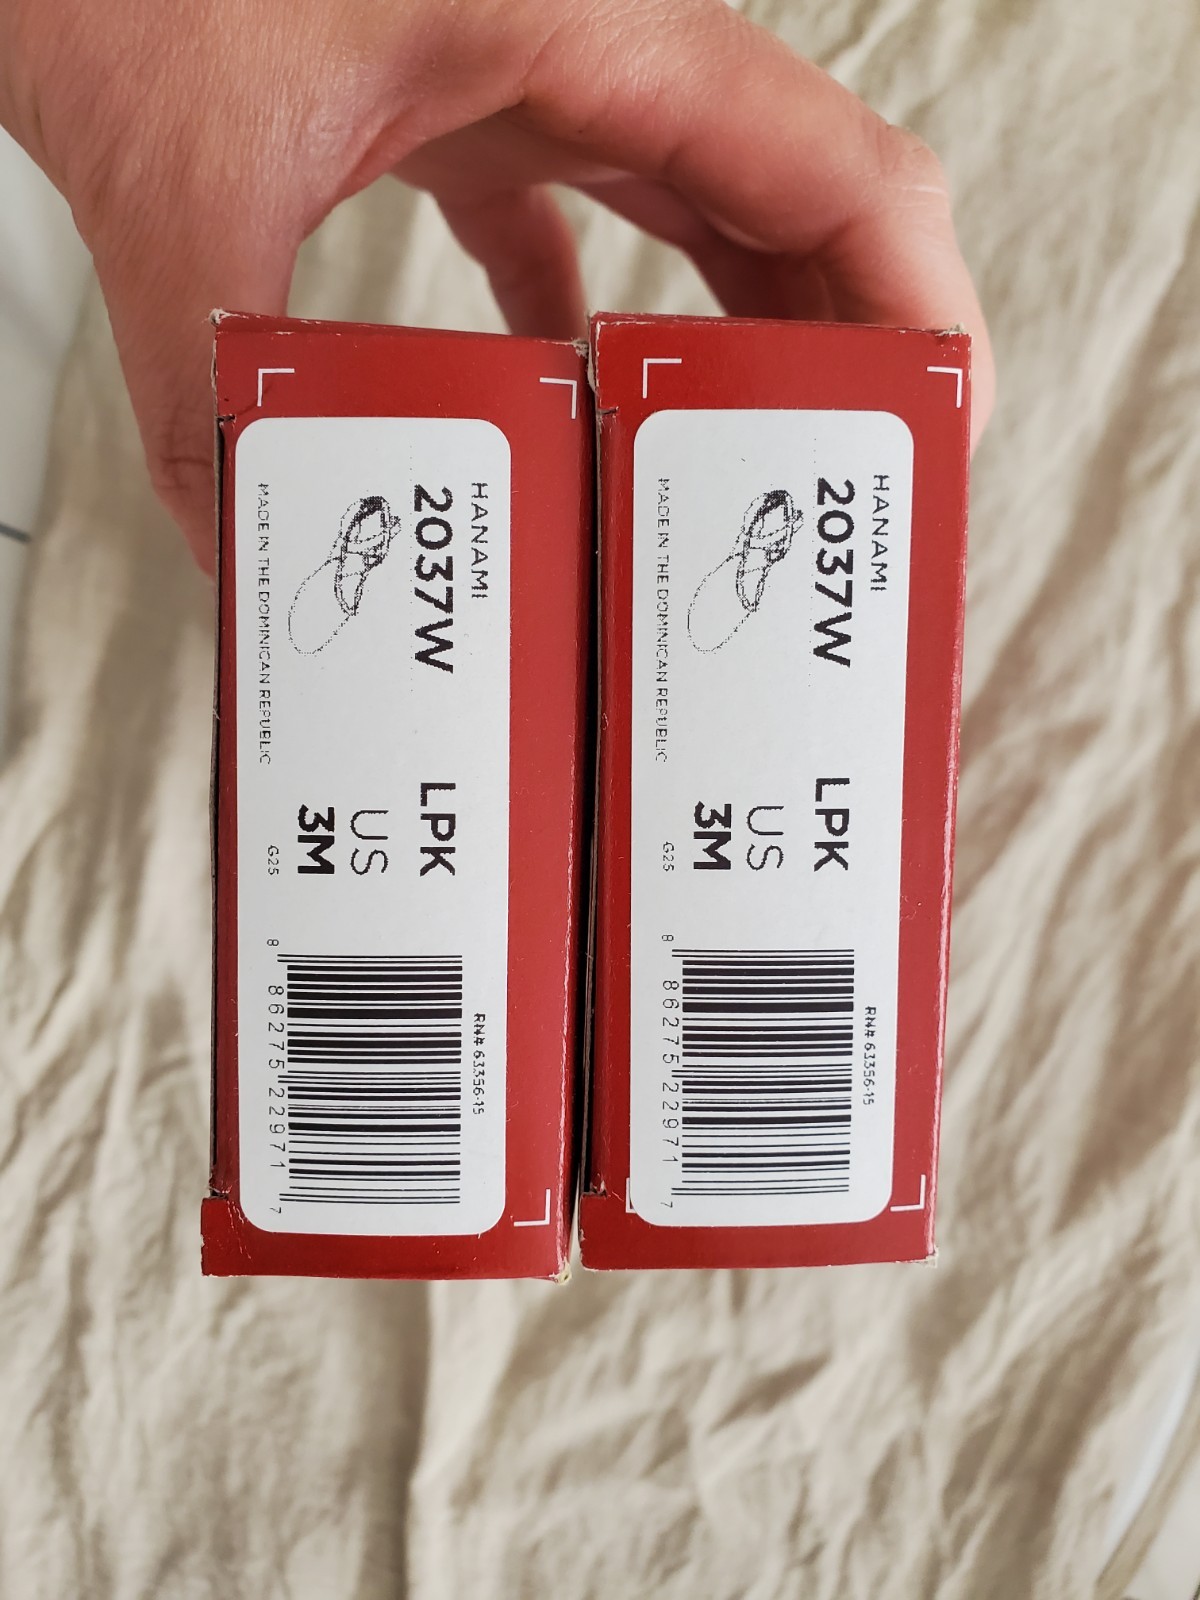 HANAMI
2037W LPK
US
3M
MADE IN THE DOMINICAN REPUBLIC G25
RN# 63356-15
8 86275 22971 7
HANAMI
2037W LPK
US
3M
MADE IN THE DOMINICAN REPUBLIC G25
RN# 63356-15
8 86275 22971 7